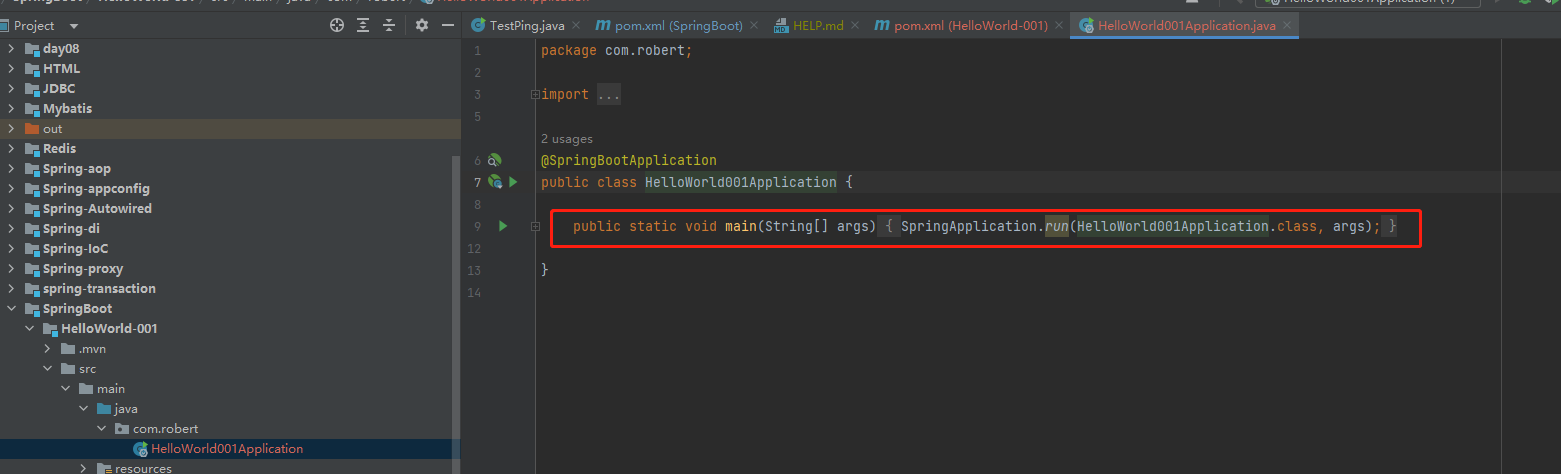 Project
day08
HTML
JDBC
Mybatis
out
Redis
Spring-aop
Spring-appconfig
Spring-Autowired
Spring-di
Spring-IoC
Spring-proxy
spring-transaction
SpringBoot
HelloWorld-001
.mvn
src
main
java
com.robert
HelloWorld001Application
resources
TestPing.java
pom.xml (SpringBoot)
HELP.md
pom.xml (HelloWorld-001)
HelloWorld001Application.java
1 package com.robert;
2
3 import ...
5
2 usages
6 @SpringBootApplication
7 public class HelloWorld001Application {
8
9 public static void main(String[] args) { SpringApplication.run(HelloWorld001Application.class, args); }
12
13 }
14